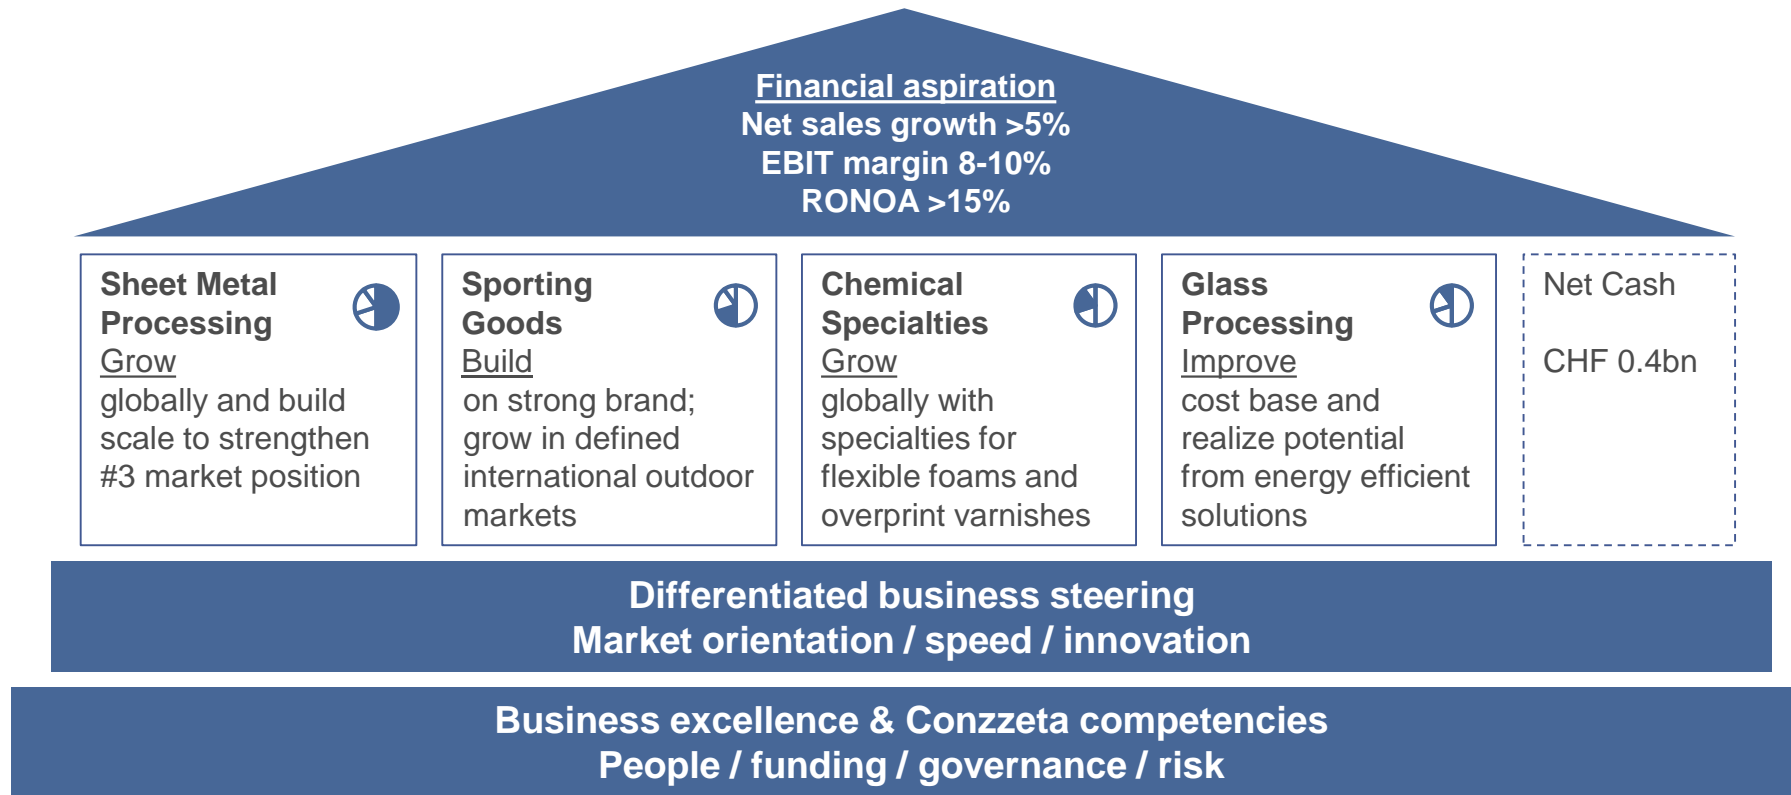 Financial aspiration
Net sales growth >5%
EBIT margin 8-10%
RONOA >15%
Sheet Metal
Processing
Grow
globally and build
scale to strengthen
#3 market position
Sporting
Goods
Build
on strong brand;
grow in defined
international outdoor
markets
Chemical
Specialties
Grow
globally with
specialties for
flexible foams and
overprint varnishes
Glass
Processing
Improve
cost base and
realize potential
from energy efficient
solutions
Net Cash
CHF 0.4bn
Differentiated business steering
Market orientation / speed / innovation
Business excellence & Conzzeta competencies
People / funding / governance / risk